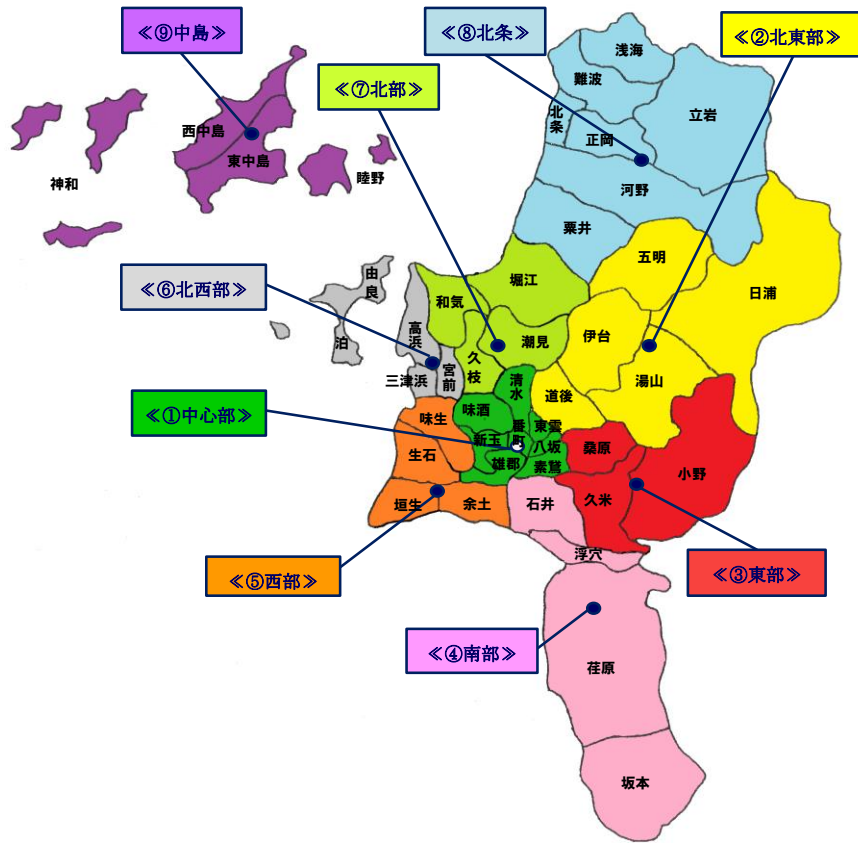 ≪⑨中島≫
≪⑧北条≫
≪②北東部≫
≪⑦北部≫
浅海
難波
立岩
北条
正岡
西中島
東中島
神和
睦野
河野
粟井
五明
日浦
由良
堀江
≪⑥北西部≫
和気
高浜
伊台
泊
潮見
久枝
宮前
湯山
三津浜
清水
道後
≪①中心部≫
味生
味酒
番町
東雲
新玉
八坂
桑原
生石
雄郡
素鵞
小野
垣生
余土
石井
久米
浮穴
≪⑤西部≫
≪③東部≫
≪④南部≫
荏原
坂本